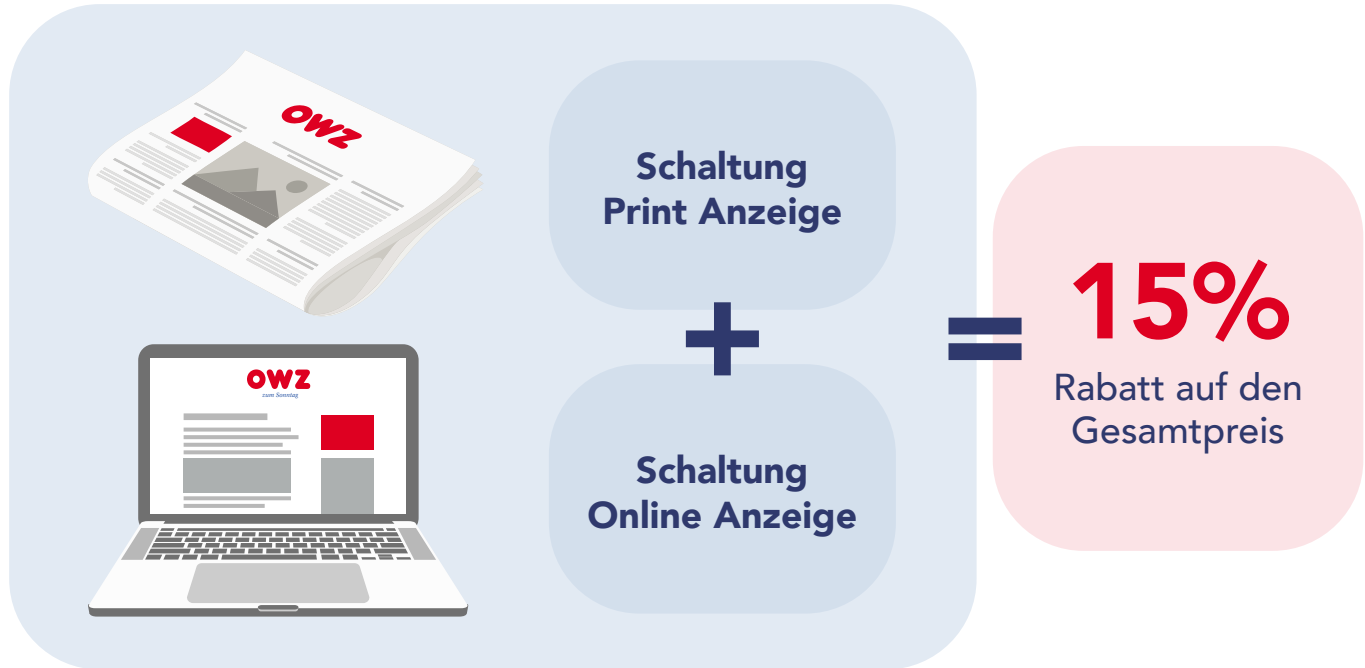 OWZ
Schaltung
Print Anzeige
+
OWZ
zum Sonntag
Schaltung
Online Anzeige
=
15%
Rabatt auf den
Gesamtpreis